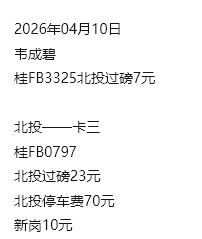 2026年04月10日
韦成碧
桂FB3325北投过磅7元

北投——卡三
桂FB0797
北投过磅23元
北投停车费70元
新岗10元